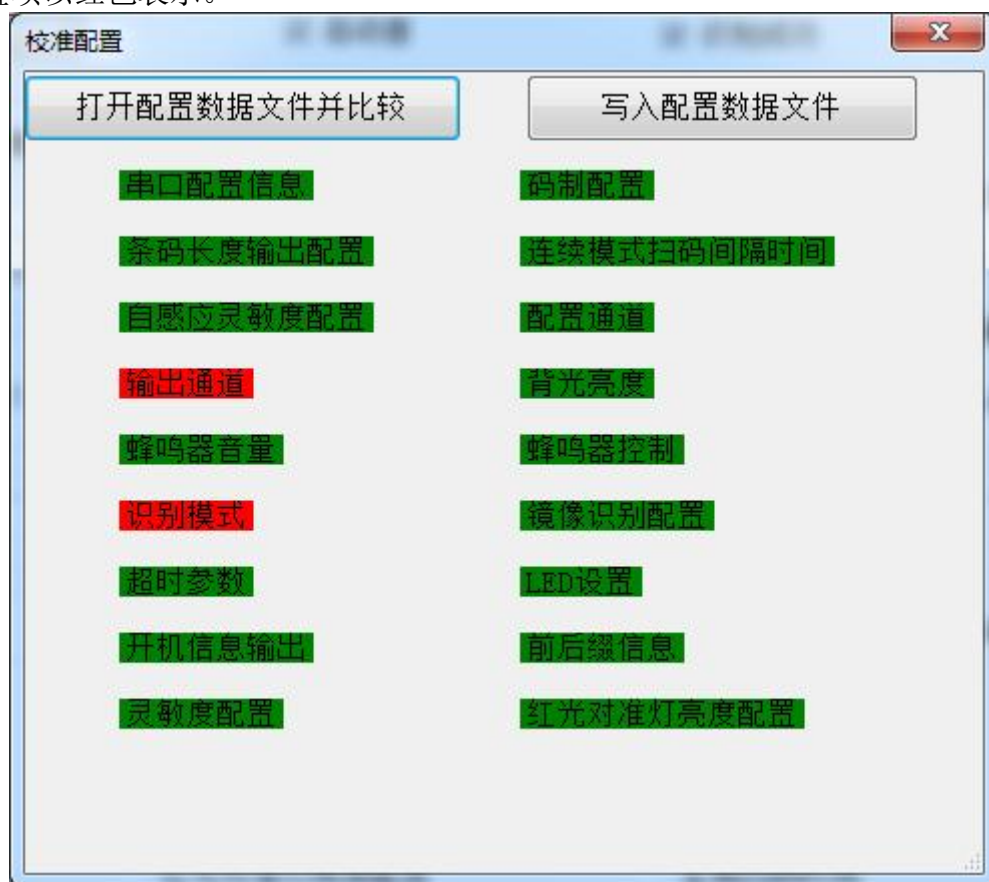 校准配置
打开配置数据文件并比较 写入配置数据文件
串口配置信息 码制配置
条码长度输出配置 连续模式扫码间隔时间
自感应灵敏度配置 配置通道
输出通道 背光亮度
蜂鸣器音量 蜂鸣器控制
识别模式 镜像识别配置
超时参数 LED设置
开机信息输出 前后缀信息
灵敏度配置 红光对准灯亮度配置